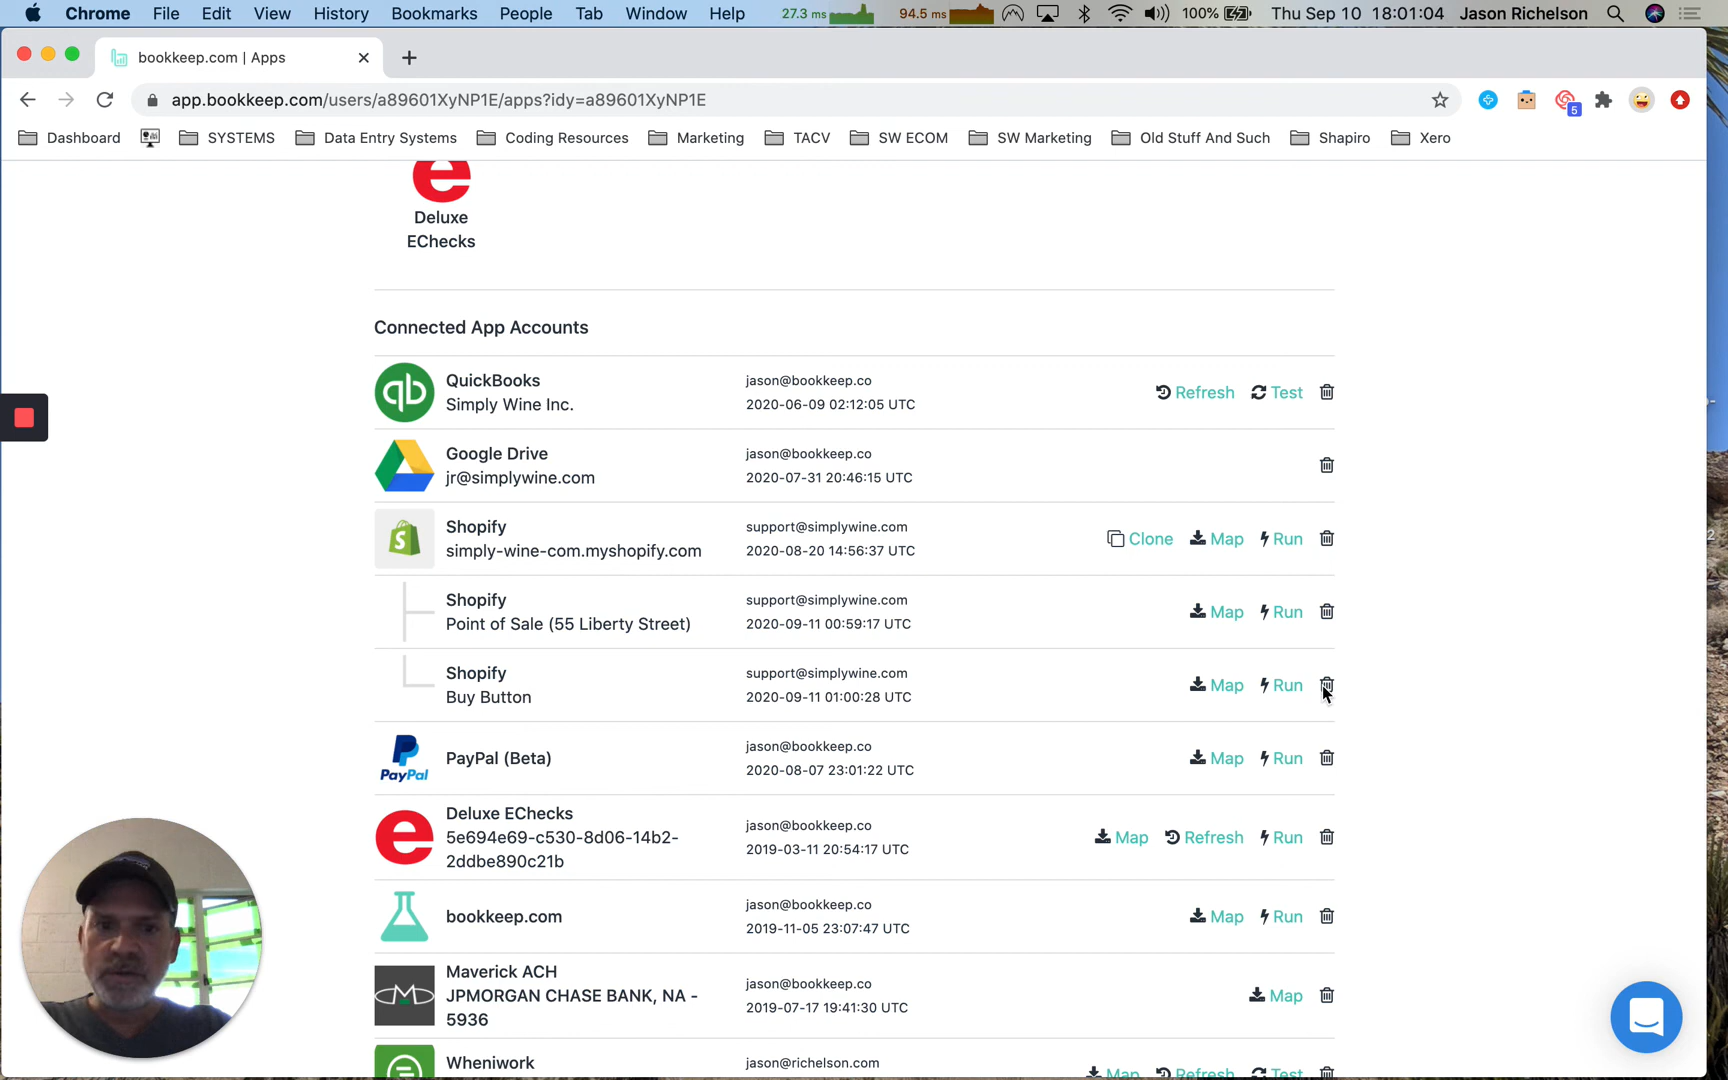 Chrome File Edit View History Bookmarks People Tab Window Help 27.3 ms 94.5 ms 100% Thu Sep 10 18:01:04 Jason Richelson
bookkeep.com | Apps
app.bookkeep.com/users/a89601XyNP1E/apps?idy=a89601XyNP1E
5
Dashboard SYSTEMS Data Entry Systems Coding Resources Marketing TACV SW ECOM SW Marketing Old Stuff And Such Shapiro Xero
e
Deluxe
EChecks
Connected App Accounts
qb
QuickBooks
Simply Wine Inc.
jason@bookkeep.co
2020-06-09 02:12:05 UTC
Refresh Test
Google Drive
jr@simplywine.com
jason@bookkeep.co
2020-07-31 20:46:15 UTC
S
Shopify
simply-wine-com.myshopify.com
support@simplywine.com
2020-08-20 14:56:37 UTC
Clone Map Run
Shopify
Point of Sale (55 Liberty Street)
support@simplywine.com
2020-09-11 00:59:17 UTC
Map Run
Shopify
Buy Button
support@simplywine.com
2020-09-11 01:00:28 UTC
Map Run
PayPal
PayPal (Beta)
jason@bookkeep.co
2020-08-07 23:01:22 UTC
Map Run
e
Deluxe EChecks
5e694e69-c530-8d06-14b2-
2ddbe890c21b
jason@bookkeep.co
2019-03-11 20:54:17 UTC
Map Refresh Run
bookkeep.com
jason@bookkeep.co
2019-11-05 23:07:47 UTC
Map Run
M
Maverick ACH
JPMORGAN CHASE BANK, NA -
5936
jason@bookkeep.co
2019-07-17 19:41:30 UTC
Map
Wheniwork
jason@richelson.com
Map Refresh Test
2